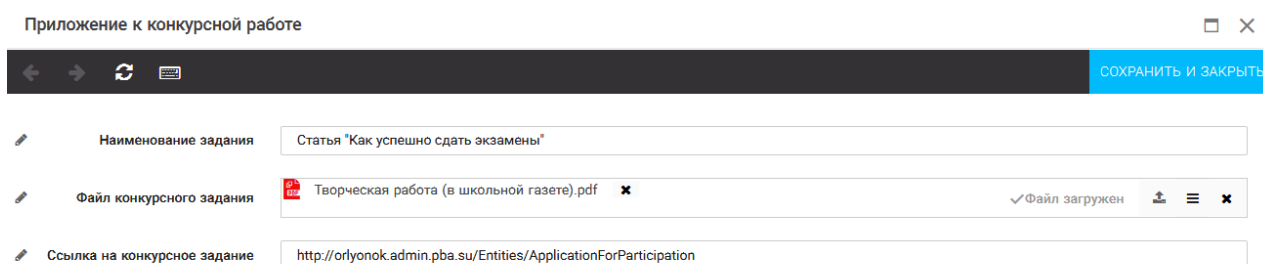 Приложение к конкурсной работе
СОХРАНИТЬ И ЗАКРЫТЬ
Наименование задания Статья "Как успешно сдать экзамены"
Файл конкурсного задания PDF Творческая работа (в школьной газете).pdf Файл загружен
Ссылка на конкурсное задание http://orlyonok.admin.pba.su/Entities/ApplicationForParticipation